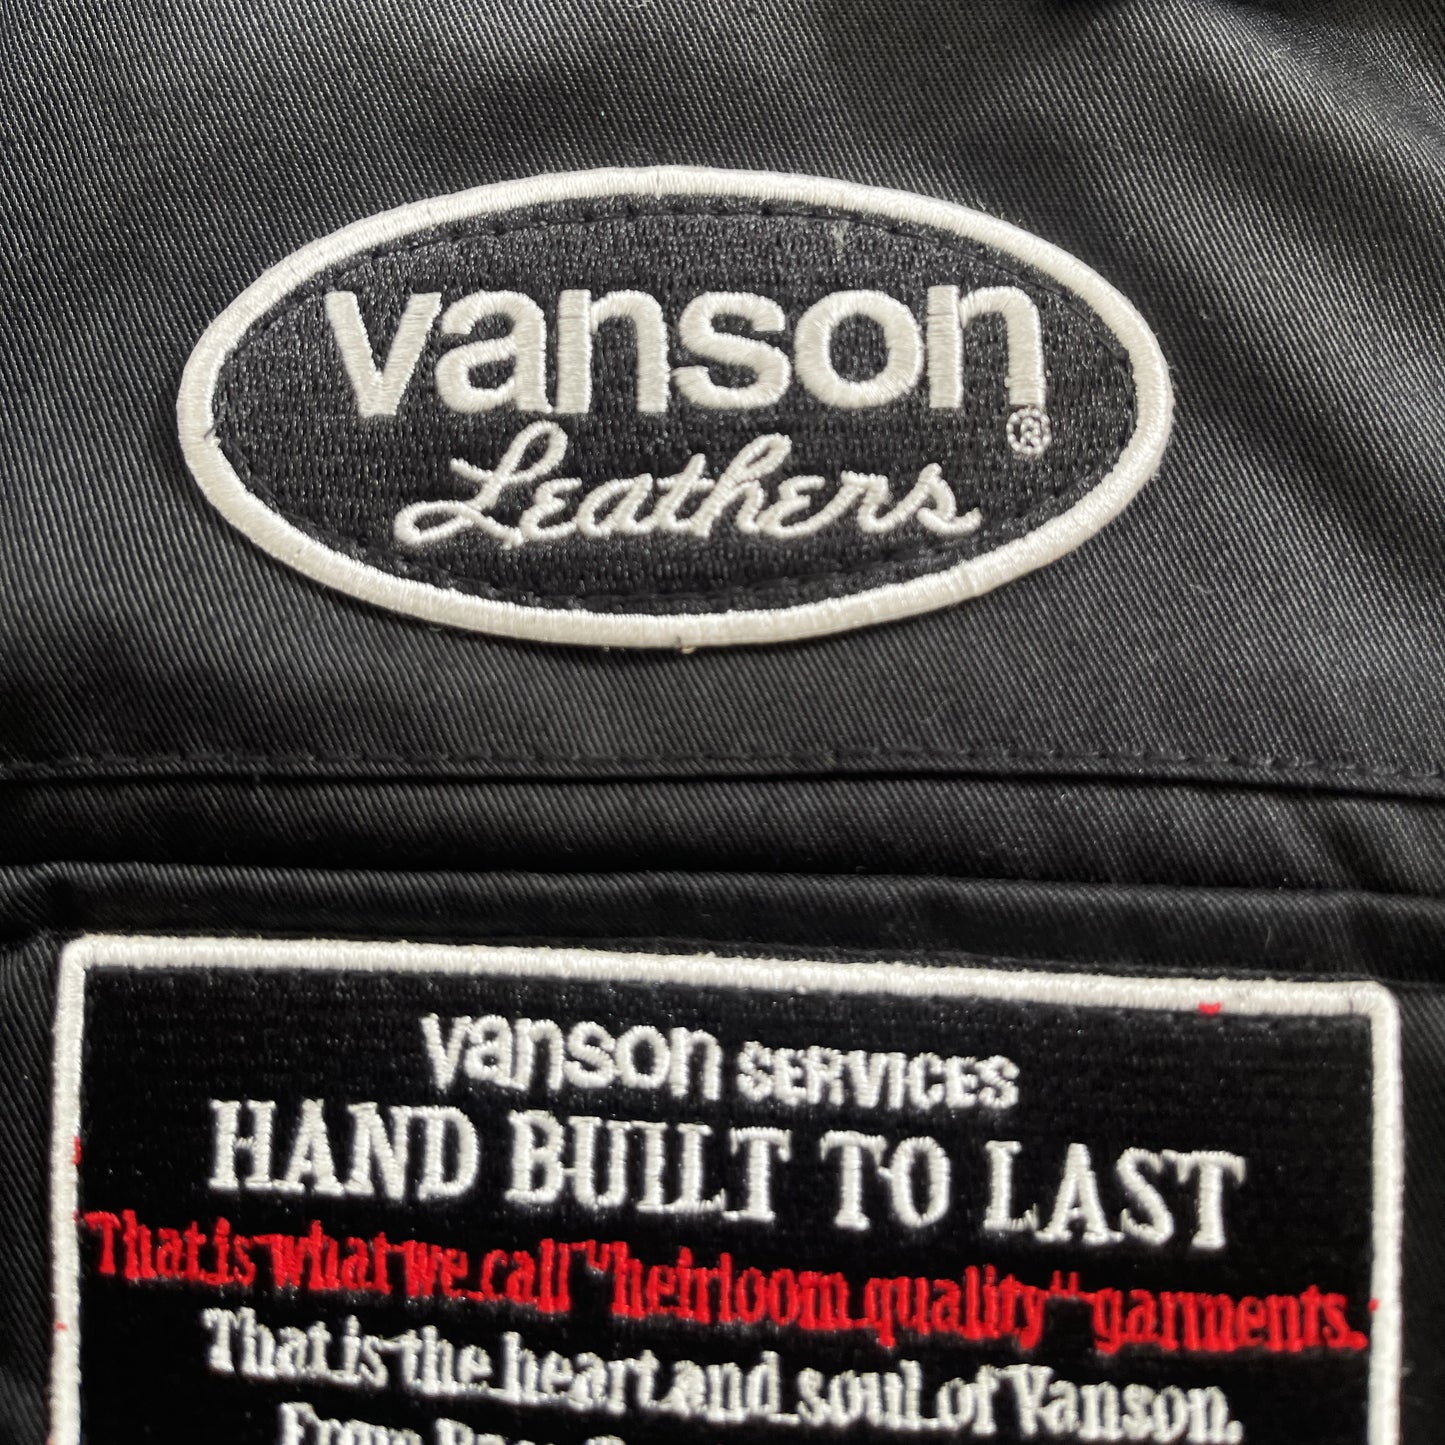 vanson
Leathers
®
vanson SERVICES
HAND BUILT TO LAST
That is what we call "heirloom quality" garments.
That is the heart and soul of Vanson.
From